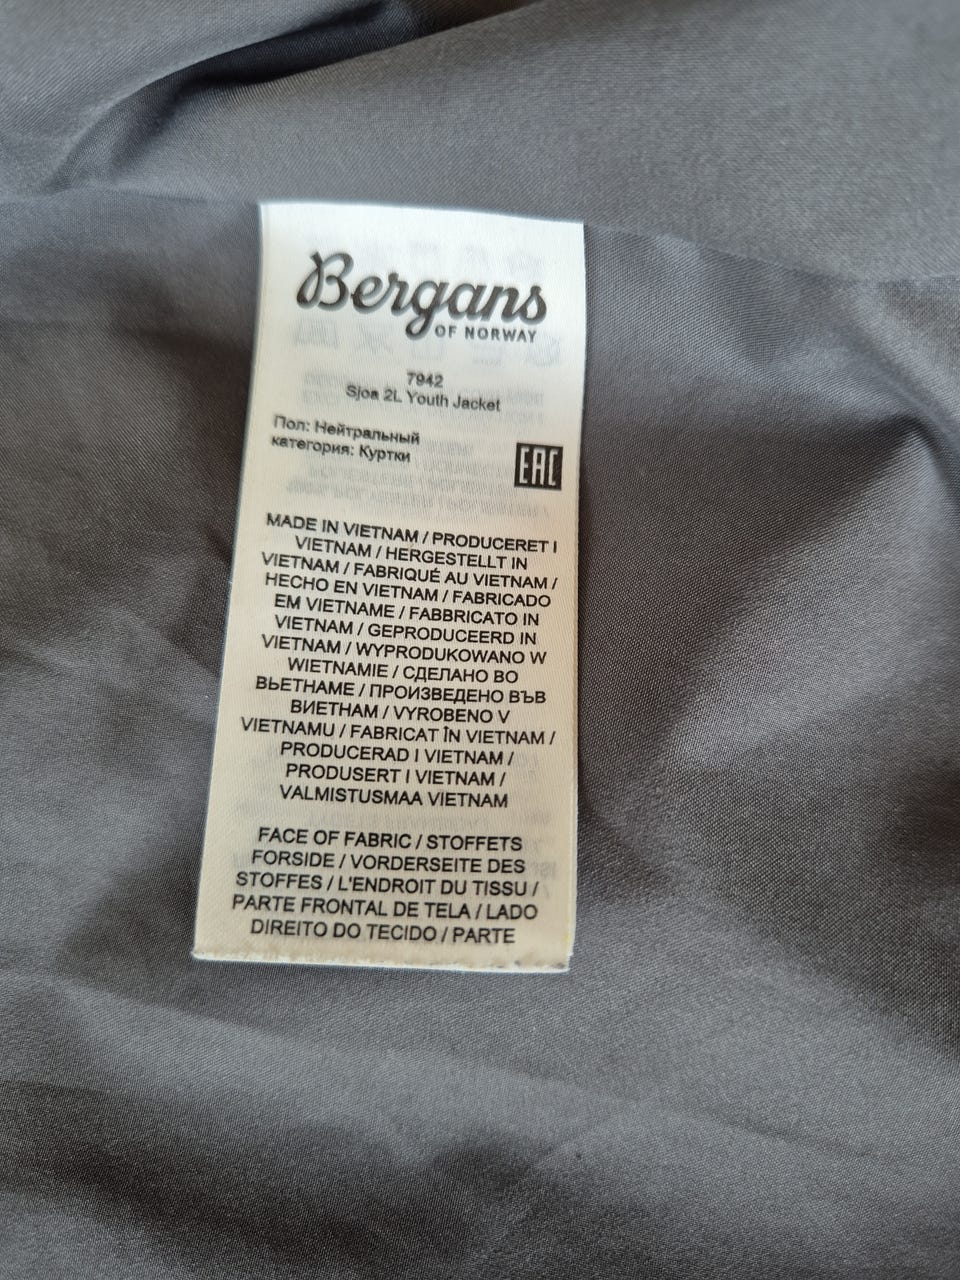 Bergans
OF NORWAY
7942
Sjoa 2L Youth Jacket
Пол: Нейтральный
категория: Куртки
EAC
MADE IN VIETNAM / PRODUCERET I
VIETNAM / HERGESTELLT IN
VIETNAM / FABRIQUÉ AU VIETNAM /
HECHO EN VIETNAM / FABRICADO
EM VIETNAME / FABBRICATO IN
VIETNAM / GEPRODUCEERD IN
VIETNAM / WYPRODUKOWANO W
WIETNAMIE / СДЕЛАНО ВО
ВЬЕТНАМЕ / ПРОИЗВЕДЕНО ВЪВ
ВИЕТНАМ / VYROBENO V
VIETNAMU / FABRICAT ÎN VIETNAM /
PRODUCERAD I VIETNAM /
PRODUSERT I VIETNAM /
VALMISTUSMAA VIETNAM
FACE OF FABRIC / STOFFETS
FORSIDE / VORDERSEITE DES
STOFFES / L'ENDROIT DU TISSU /
PARTE FRONTAL DE TELA / LADO
DIREITO DO TECIDO / PARTE